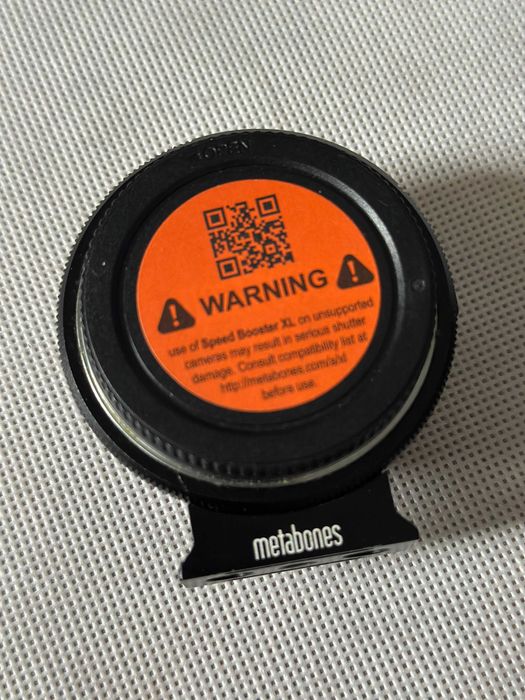 OPEN
WARNING
use of Speed Booster XL on unsupported
cameras may result in serious shutter
damage. Consult compatibility list at
http://metabones.com/a/xl
before use.
metabones